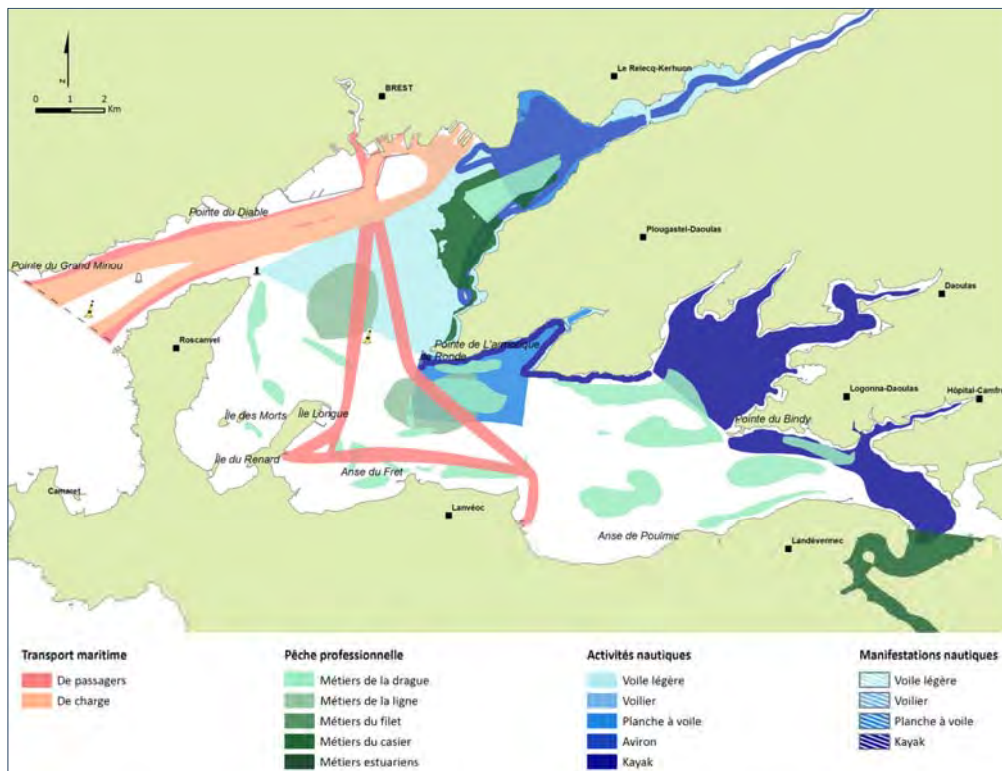 Le Relecq-Kerhuon
BREST
N
0 1 2
Km
Pointe du Diable
Plougastel-Daoulas
Pointe du Grand Minou
Daoulas
Roscanvel
Pointe de L'armorique
Ronde
Logonna-Daoulas
Hôpital-Camfr
Île des Morts
Île Longue
Pointe du Bindy
Île du Renard
Anse du Fret
Camaret
Lanvéoc
Anse de Poulmic
Landévennec
Transport maritime
De passagers
De charge
Pêche professionnelle
Métiers de la drague
Métiers de la ligne
Métiers du filet
Métiers du casier
Métiers estuariens
Activités nautiques
Voile légère
Voilier
Planche à voile
Aviron
Kayak
Manifestations nautiques
Voile légère
Voilier
Planche à voile
Kayak